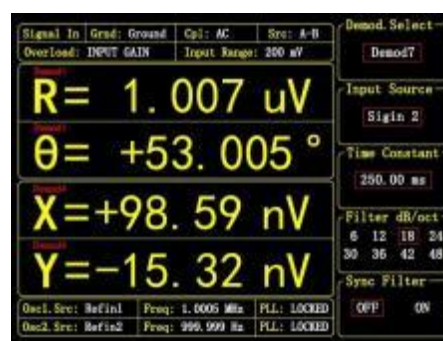 Signal In Grnd: Ground Cpl: AC Src: A-B
Overload: INPUT GAIN Input Range: 200 mV
R= 1.007 uV
θ= +53.005 °
X=+98.59 nV
Y=-15.32 nV
Osc1.Src: Refin1 Freq: 1.0005 MHz PLL: LOCKED
Osc2.Src: Refin2 Freq: 999.999 Hz PLL: LOCKED
Demod.Select
Demod7
Input Source
Sigin 2
Time Constant
250.00 ms
Filter dB/oct
6 12 18 24
30 36 42 48
Sync Filter
OFF ON